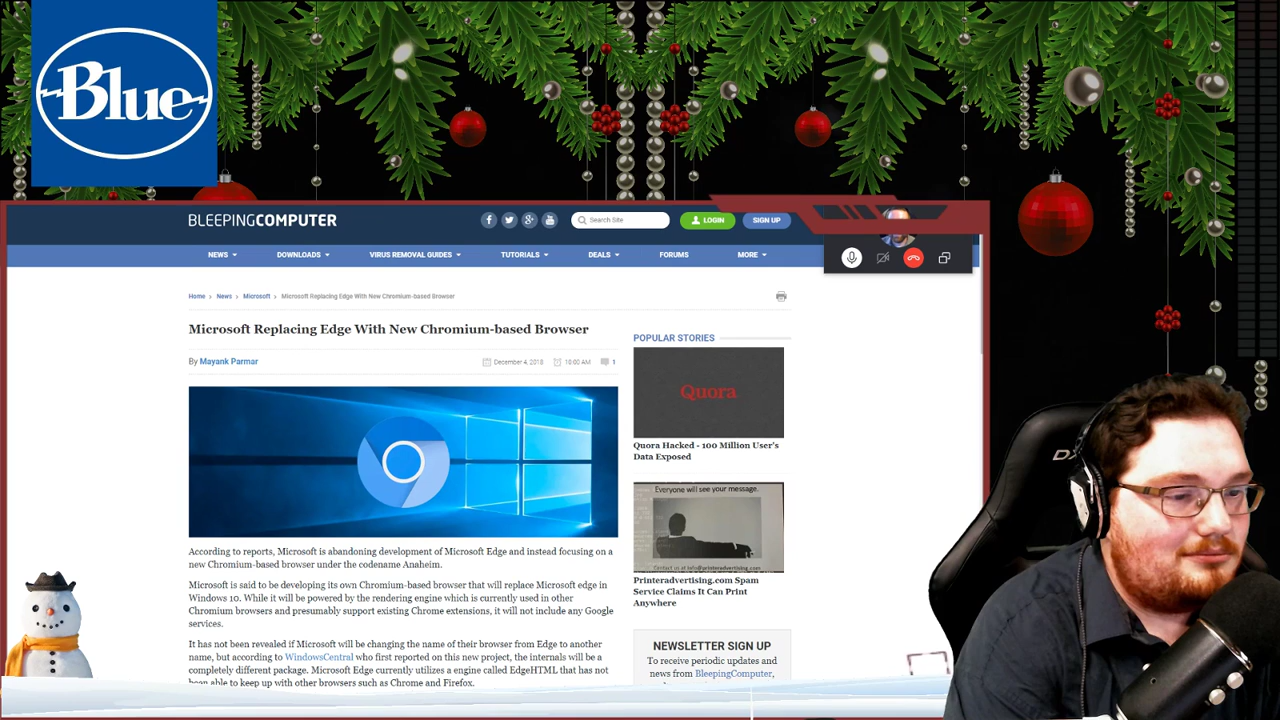 Blue
BLEEPINGCOMPUTER
Search Site
LOGIN
SIGN UP
NEWS
DOWNLOADS
VIRUS REMOVAL GUIDES
TUTORIALS
DEALS
FORUMS
MORE
Home > News > Microsoft > Microsoft Replacing Edge With New Chromium-based Browser
Microsoft Replacing Edge With New Chromium-based Browser
By Mayank Parmar
December 4, 2018
10:00 AM
1
According to reports, Microsoft is abandoning development of Microsoft Edge and instead focusing on a
new Chromium-based browser under the codename Anaheim.
Microsoft is said to be developing its own Chromium-based browser that will replace Microsoft edge in
Windows 10. While it will be powered by the rendering engine which is currently used in other
Chromium browsers and presumably support existing Chrome extensions, it will not include any Google
services.
It has not been revealed if Microsoft will be changing the name of their browser from Edge to another
name, but according to WindowsCentral who first reported on this new project, the internals will be a
completely different package. Microsoft Edge currently utilizes a engine called EdgeHTML that has not
been able to keep up with other browsers such as Chrome and Firefox.
POPULAR STORIES
Quora
Quora Hacked - 100 Million User's
Data Exposed
Everyone will see your message.
Contact us at info@printeradvertising.com
Printeradvertising.com Spam
Service Claims It Can Print
Anywhere
NEWSLETTER SIGN UP
To receive periodic updates and
news from BleepingComputer,
DX